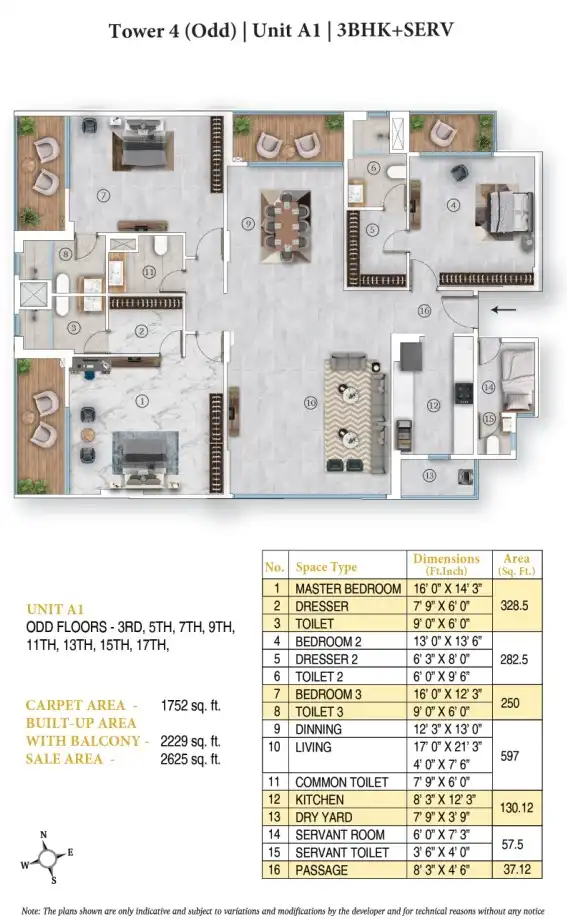 Tower 4 (Odd) | Unit A1 | 3BHK+SERV
7
9
6
5
4
8
11
3
2
16
1
10
12
14
15
13
UNIT A1
ODD FLOORS - 3RD, 5TH, 7TH, 9TH,
11TH, 13TH, 15TH, 17TH,
CARPET AREA - 1752 sq. ft.
BUILT-UP AREA
WITH BALCONY - 2229 sq. ft.
SALE AREA - 2625 sq. ft.
N
W E
S
No. Space Type Dimensions (Ft.Inch) Area (Sq. Ft.)
1 MASTER BEDROOM 16' 0" X 14' 3" 328.5
2 DRESSER 7' 9" X 6' 0"
3 TOILET 9' 0" X 6' 0"
4 BEDROOM 2 13' 0" X 13' 6" 282.5
5 DRESSER 2 6' 3" X 8' 0"
6 TOILET 2 6' 0" X 9' 6"
7 BEDROOM 3 16' 0" X 12' 3" 250
8 TOILET 3 9' 0" X 6' 0"
9 DINNING 12' 3" X 13' 0" 597
10 LIVING 17' 0" X 21' 3"
4' 0" X 7' 6"
11 COMMON TOILET 7' 9" X 6' 0"
12 KITCHEN 8' 3" X 12' 3" 130.12
13 DRY YARD 7' 9" X 3' 9"
14 SERVANT ROOM 6' 0" X 7' 3" 57.5
15 SERVANT TOILET 3' 6" X 4' 0"
16 PASSAGE 8' 3" X 4' 6" 37.12
Note: The plans shown are only indicative and subject to variations and modifications by the developer and for technical reasons without any notice